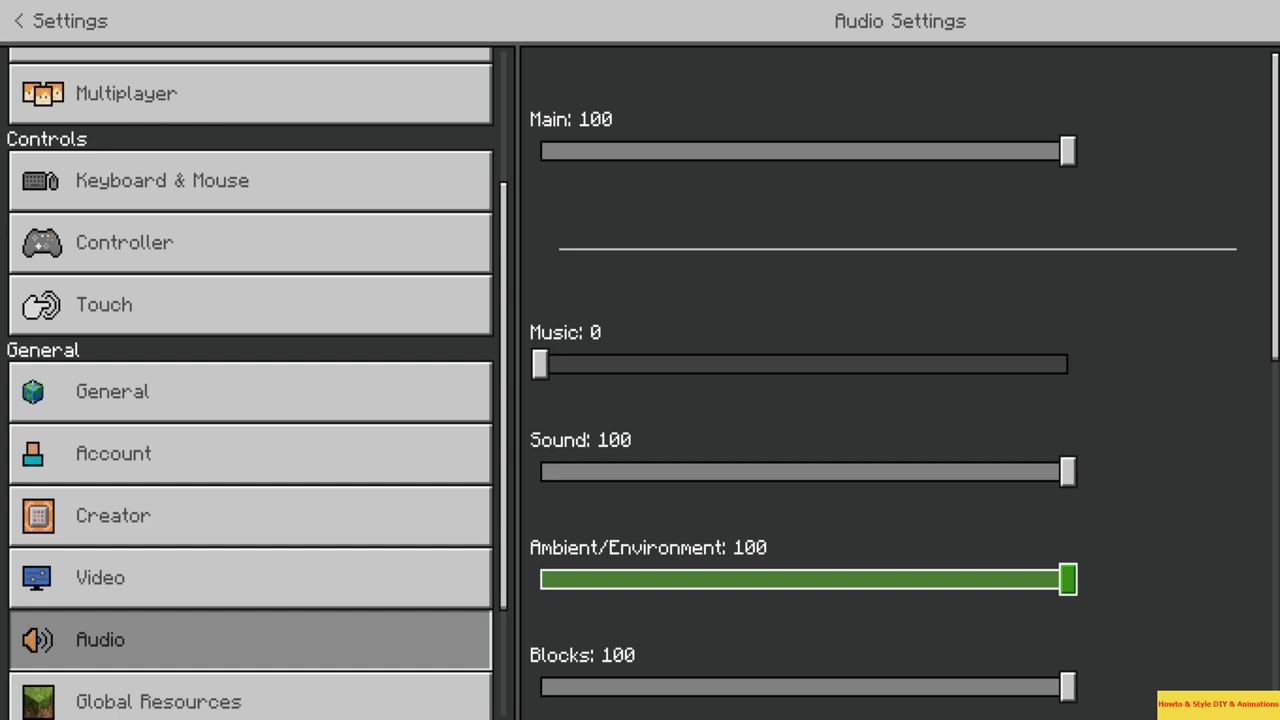 Settings
Audio Settings
Multiplayer
Controls
Keyboard & Mouse
Controller
Touch
General
General
Account
Creator
Video
Audio
Global Resources
Main: 100
Music: 0
Sound: 100
Ambient/Environment: 100
Blocks: 100
Howto & Style DIY & Animations